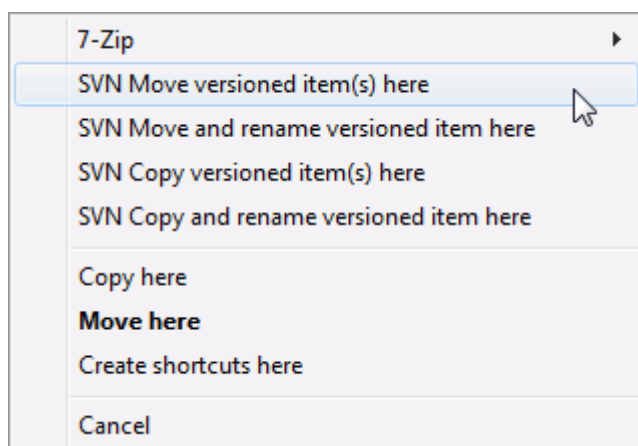 7-Zip
SVN Move versioned item(s) here
SVN Move and rename versioned item here
SVN Copy versioned item(s) here
SVN Copy and rename versioned item here
Copy here
Move here
Create shortcuts here
Cancel